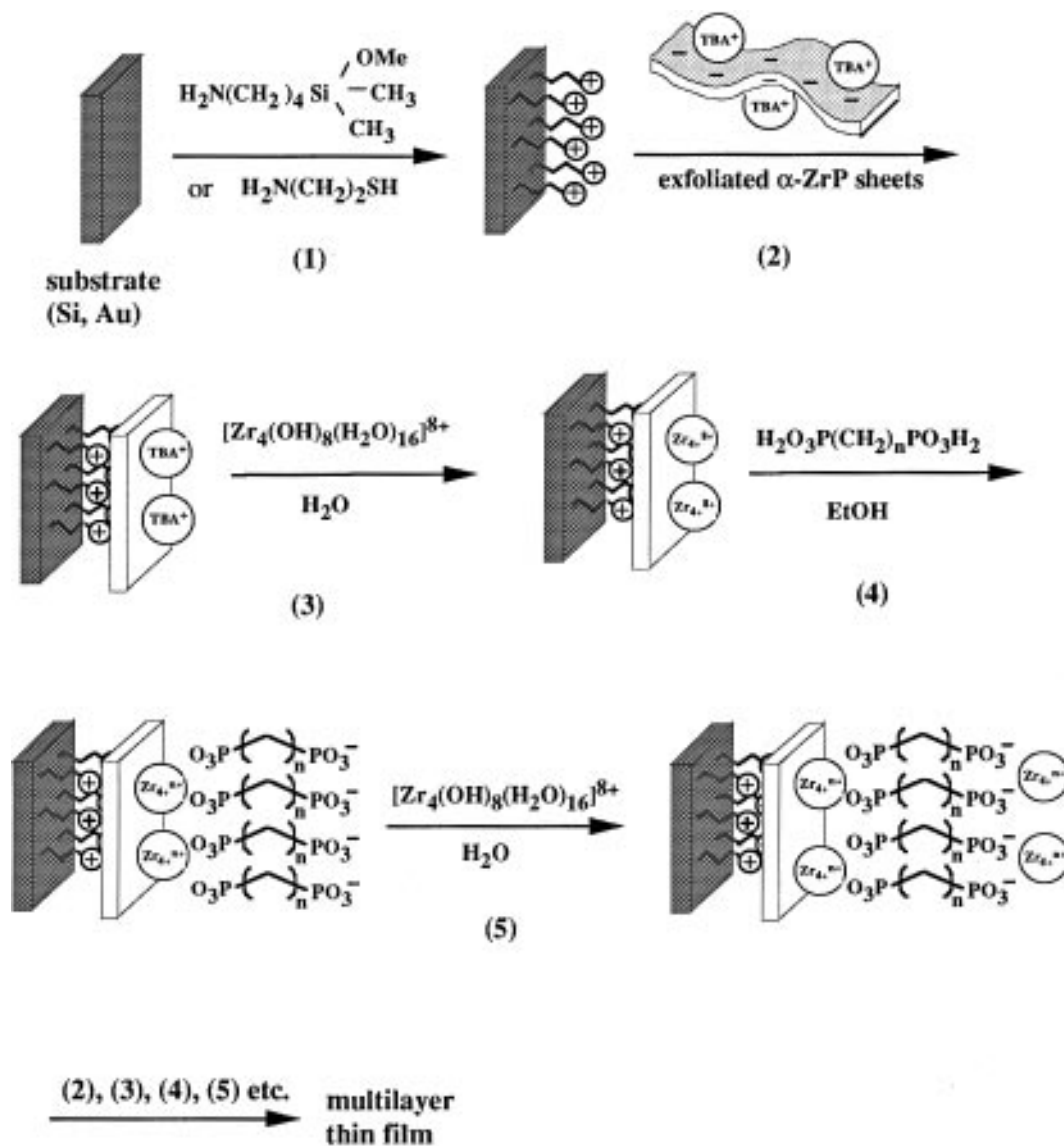 OMe
H₂N(CH₂)₄ Si CH₃
CH₃
or H₂N(CH₂)₂SH
(1)
substrate
(Si, Au)
TBA⁺
TBA⁺
TBA⁺
exfoliated α-ZrP sheets
(2)
TBA⁺
TBA⁺
[Zr₄(OH)₈(H₂O)₁₆]⁸⁺
H₂O
(3)
H₂O₃P(CH₂)ₙPO₃H₂
EtOH
(4)
O₃P ( )ₙ PO₃⁻
O₃P ( )ₙ PO₃⁻
O₃P ( )ₙ PO₃⁻
O₃P ( )ₙ PO₃⁻
[Zr₄(OH)₈(H₂O)₁₆]⁸⁺
H₂O
(5)
O₃P ( )ₙ PO₃⁻
O₃P ( )ₙ PO₃⁻
O₃P ( )ₙ PO₃⁻
O₃P ( )ₙ PO₃⁻
(2), (3), (4), (5) etc.
multilayer
thin film